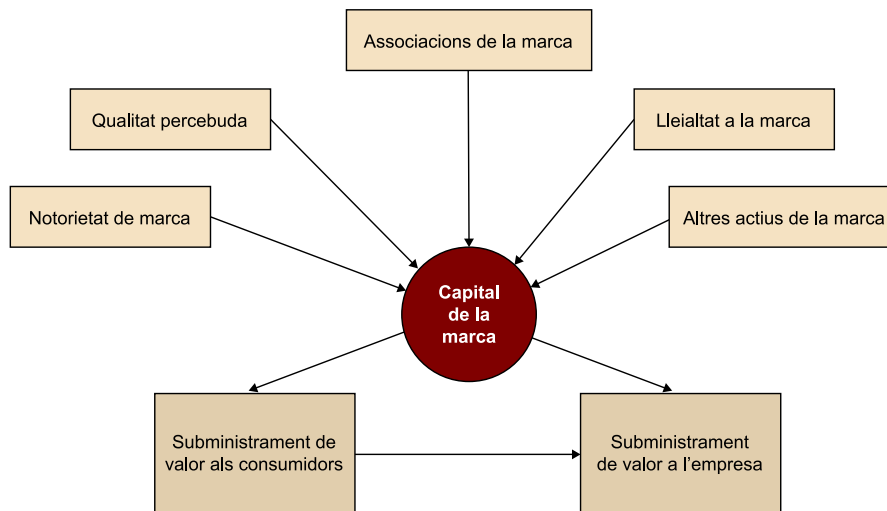 Associacions de la marca
Qualitat percebuda
Lleialtat a la marca
Notorietat de marca
Altres actius de la marca
Capital
de la
marca
Subministrament de
valor als consumidors
Subministrament
de valor a l’empresa